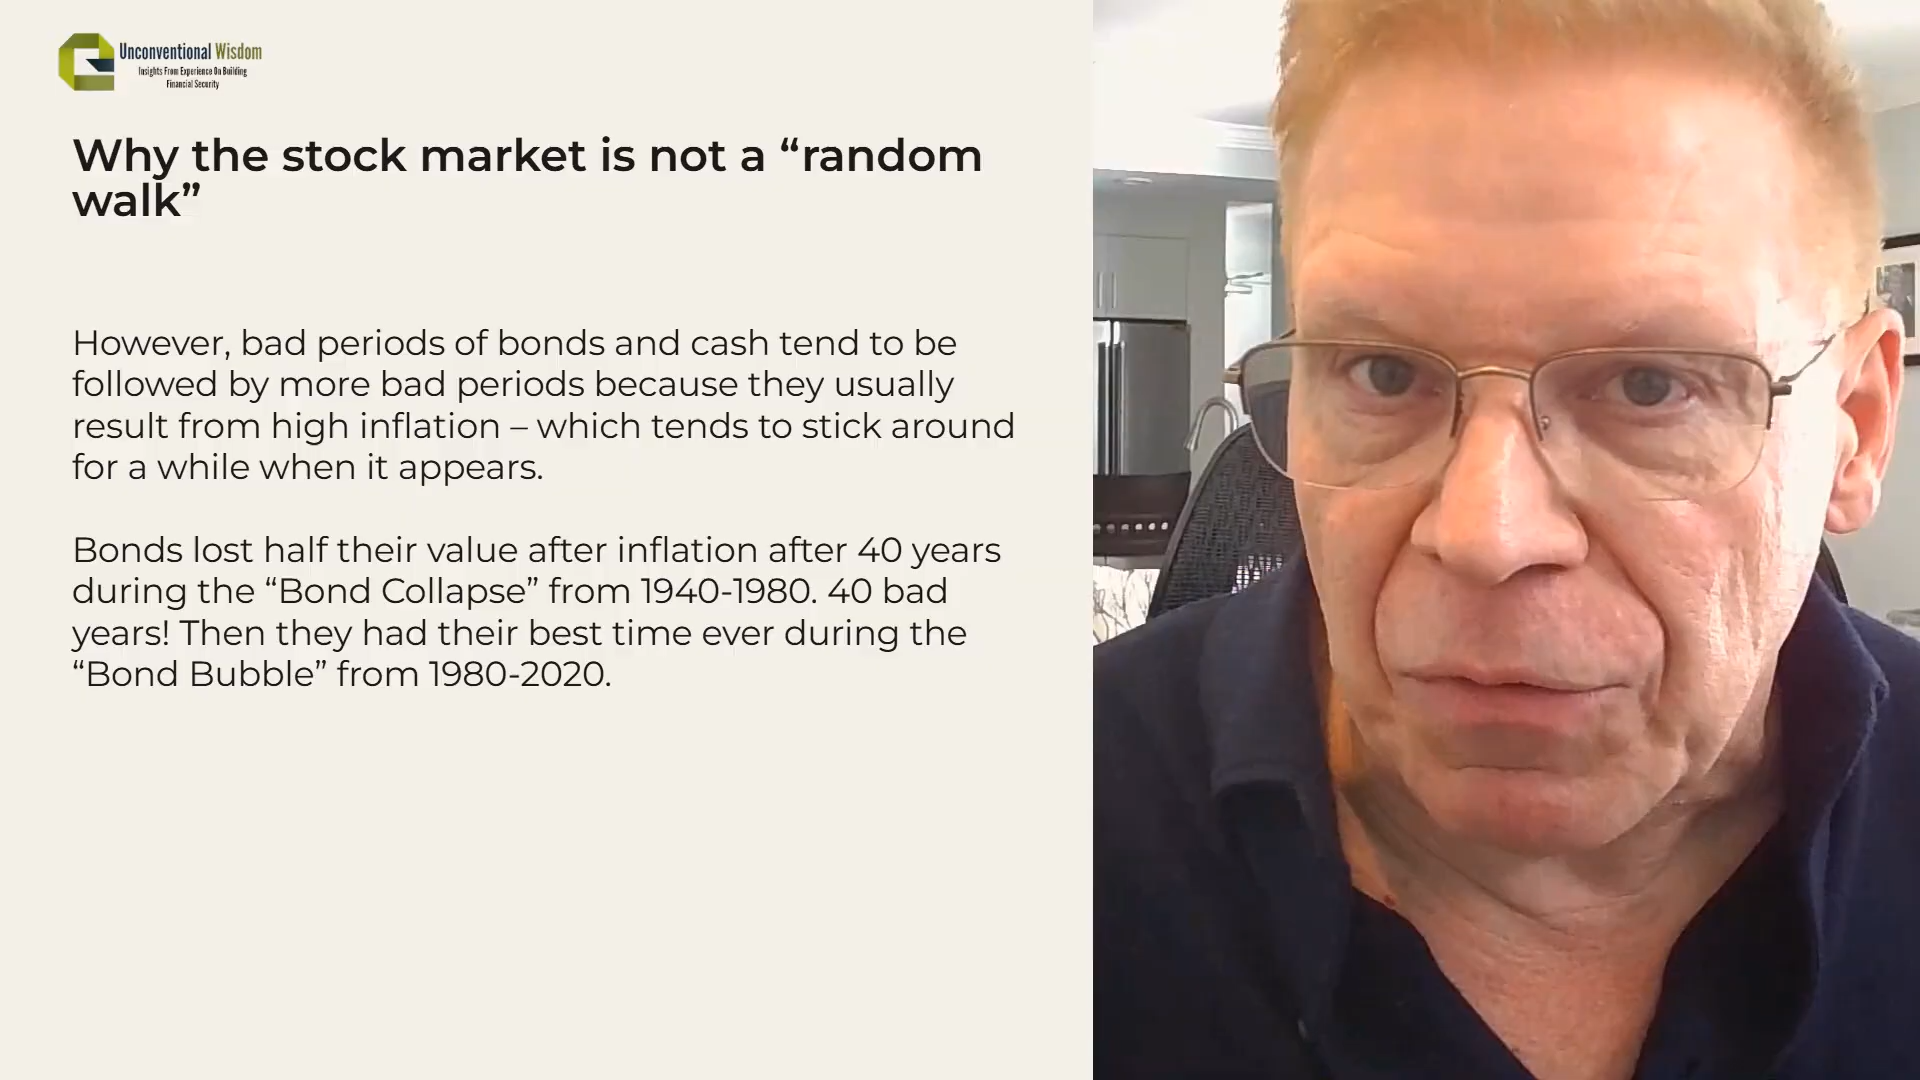 Unconventional Wisdom
Insights From Experience On Building
Financial Security
Why the stock market is not a “random
walk”
However, bad periods of bonds and cash tend to be
followed by more bad periods because they usually
result from high inflation – which tends to stick around
for a while when it appears.
Bonds lost half their value after inflation after 40 years
during the “Bond Collapse” from 1940-1980. 40 bad
years! Then they had their best time ever during the
“Bond Bubble” from 1980-2020.